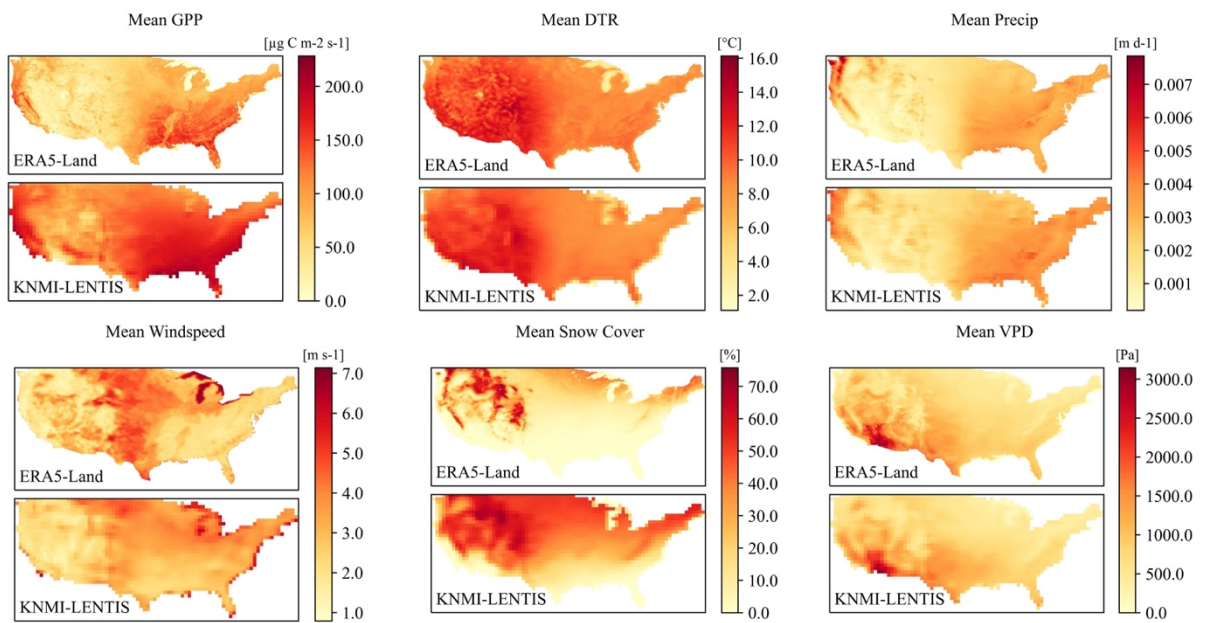 Mean GPP
[µg C m-2 s-1]
200.0
150.0
100.0
50.0
0.0
ERA5-Land
KNMI-LENTIS
Mean DTR
[°C]
16.0
14.0
12.0
10.0
8.0
6.0
4.0
2.0
ERA5-Land
KNMI-LENTIS
Mean Precip
[m d-1]
0.007
0.006
0.005
0.004
0.003
0.002
0.001
ERA5-Land
KNMI-LENTIS
Mean Windspeed
[m s-1]
7.0
6.0
5.0
4.0
3.0
2.0
1.0
ERA5-Land
KNMI-LENTIS
Mean Snow Cover
[%]
70.0
60.0
50.0
40.0
30.0
20.0
10.0
0.0
ERA5-Land
KNMI-LENTIS
Mean VPD
[Pa]
3000.0
2500.0
2000.0
1500.0
1000.0
500.0
0.0
ERA5-Land
KNMI-LENTIS